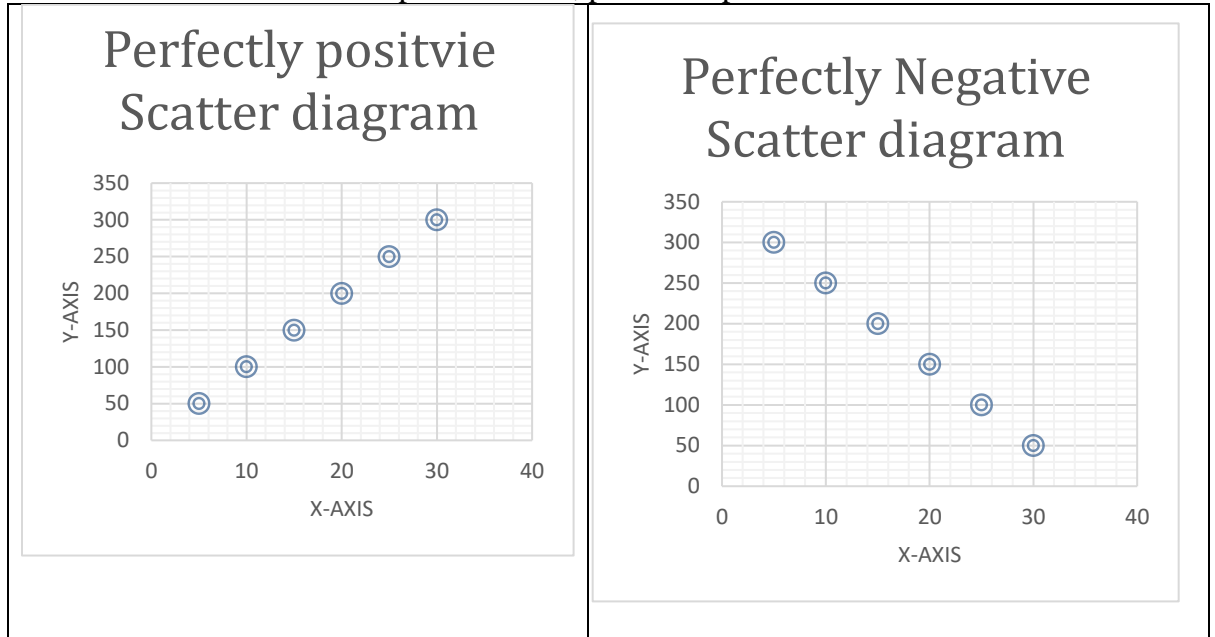 Perfectly positvie
Scatter diagram
350
300
250
200
150
100
50
0
0 10 20 30 40
Y-AXIS
X-AXIS
Perfectly Negative
Scatter diagram
350
300
250
200
150
100
50
0
0 10 20 30 40
Y-AXIS
X-AXIS